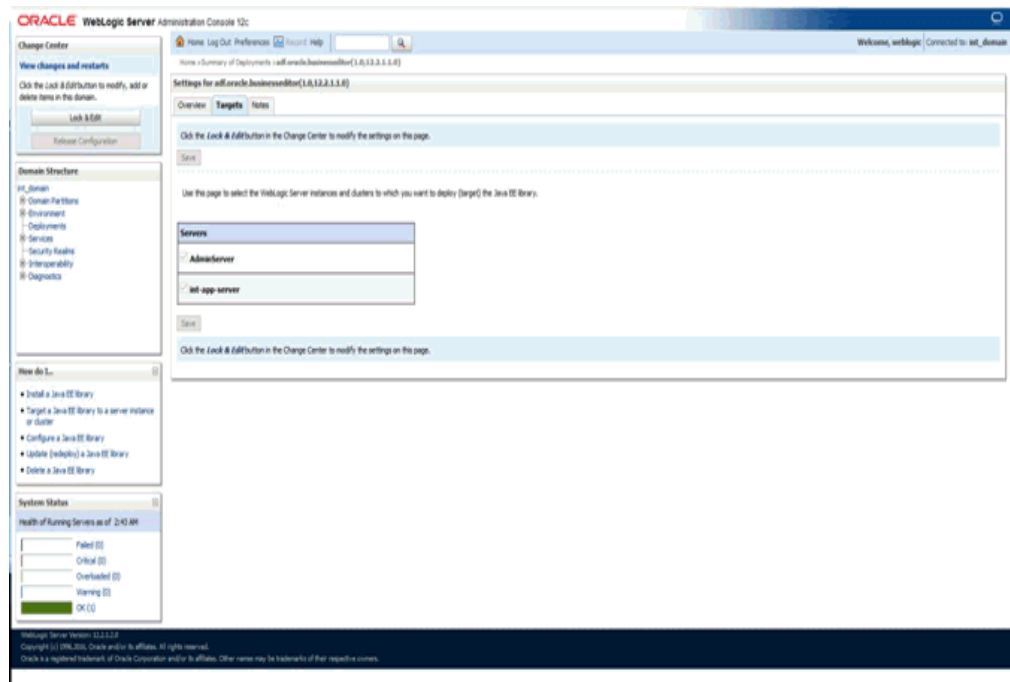 ORACLE WebLogic Server Administration Console 12c
Change Center
View changes and restarts
Click the Lock & Edit button to modify, add or
delete items in this domain.
Lock & Edit
Release Configuration
Domain Structure
int_domain
Domain Partitions
Environment
Deployments
Services
Security Realms
Interoperability
Diagnostics
How do I...
Install a Java EE library
Target a Java EE library to a server instance
or cluster
Configure a Java EE library
Update (redeploy) a Java EE library
Delete a Java EE library
System Status
Health of Running Servers as of 2:43 AM
Failed (0)
Critical (0)
Overloaded (0)
Warning (0)
OK (1)
Home Log Out Preferences Record Help
Welcome, weblogic Connected to: int_domain
Home >Summary of Deployments >adf.oracle.businesseditor(1.0,12.2.1.1.0)
Settings for adf.oracle.businesseditor(1.0,12.2.1.1.0)
Overview Targets Notes
Click the Lock & Edit button in the Change Center to modify the settings on this page.
Save
Use this page to select the WebLogic Server instances and clusters to which you want to deploy (target) the Java EE library.
Servers
AdminServer
int-app-server
Save
Click the Lock & Edit button in the Change Center to modify the settings on this page.
WebLogic Server Version: 12.2.1.2.0
Copyright (c) 1996,2016, Oracle and/or its affiliates. All rights reserved.
Oracle is a registered trademark of Oracle Corporation and/or its affiliates. Other names may be trademarks of their respective owners.